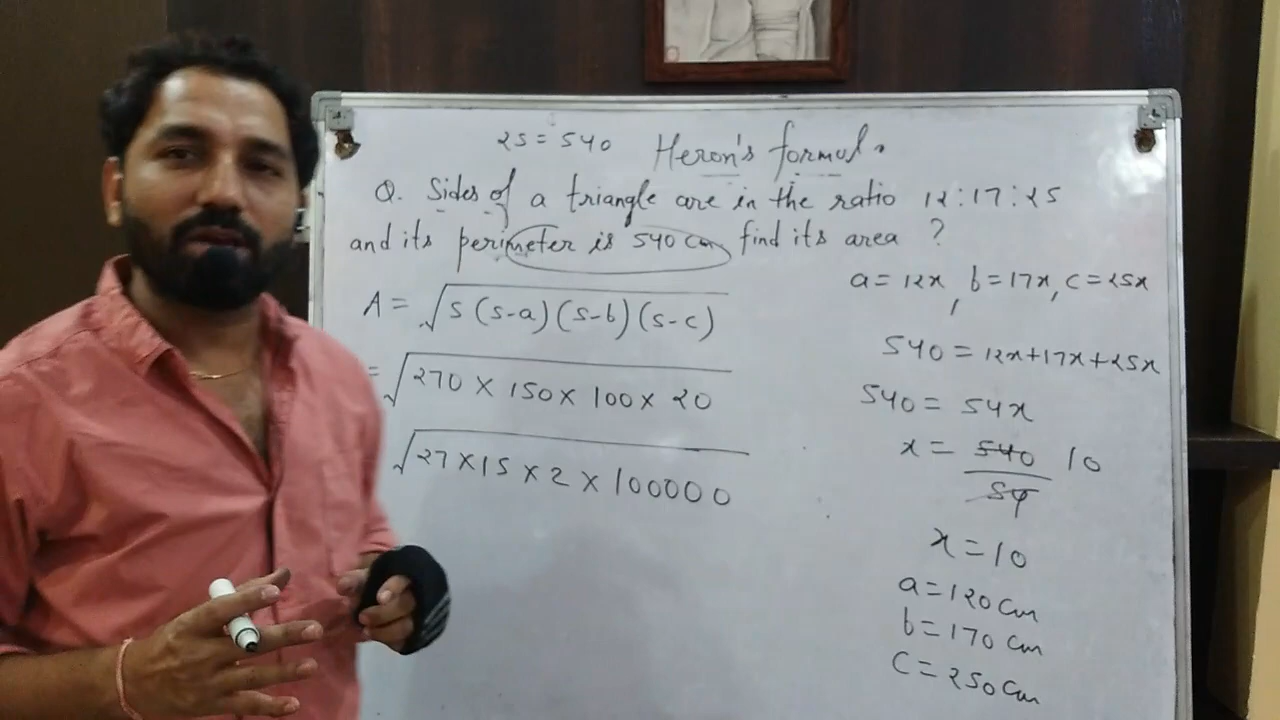 2S = 540 Heron's formula
Q. Sides of a triangle are in the ratio 12:17:25
and its perimeter is 540 cm, find its area ?
a = 12x, b = 17x, c = 25x
A = √s(s-a)(s-b)(s-c)
= √270 × 150 × 100 × 20
√27 × 15 × 2 × 100000
540 = 12x+17x+25x
540 = 54x
x = 540/54 10
x = 10
a = 120 cm
b = 170 cm
c = 250 cm